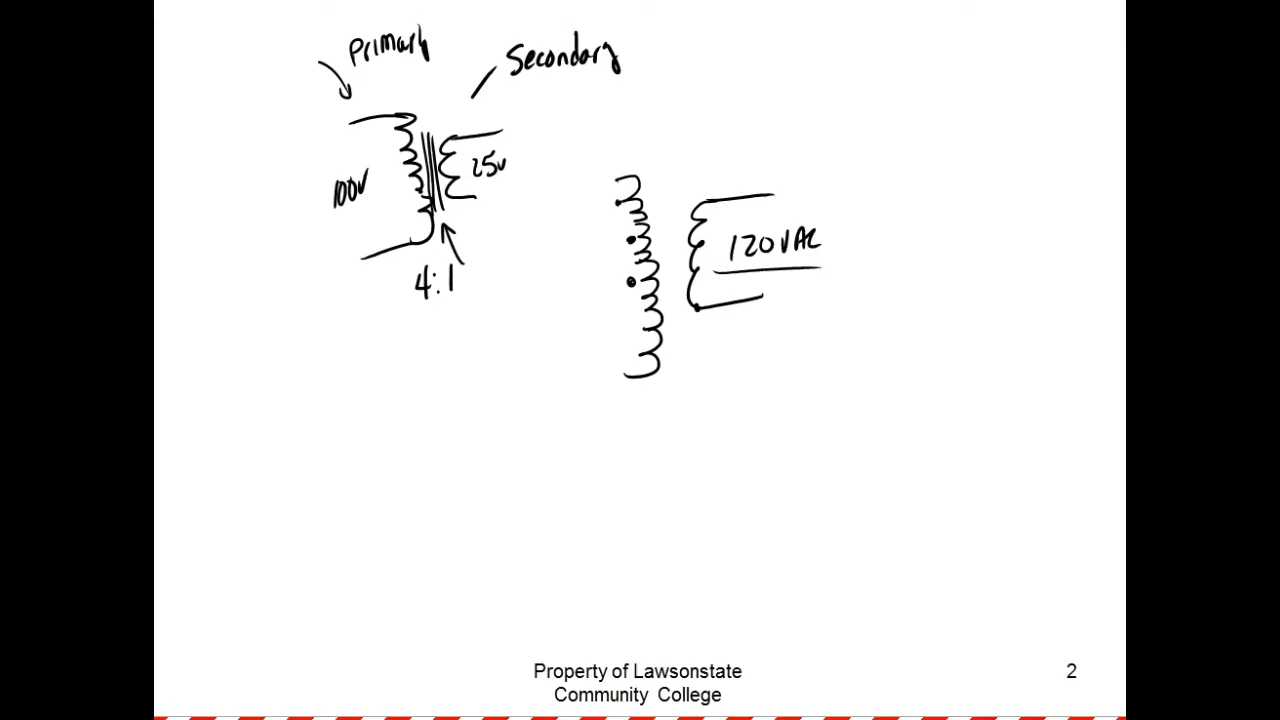 Primary
Secondary
100V
25V
4:1
120VAC
Property of Lawsonstate
Community College
2